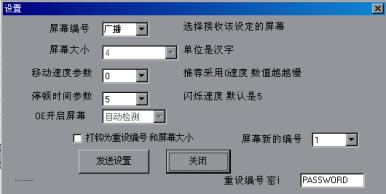 设置
屏幕编号 广播 选择接收该设定的屏幕
屏幕大小 4 单位是汉字
移动速度参数 0 推荐采用0速度 数值越越慢
停顿时间参数 5 闪烁速度 默认是5
OE开启屏幕 自动检测
打钩为重设编号和屏幕大小 屏幕新的编号 1
发送设置 关闭
......... 重设编号 密 PASSWORD